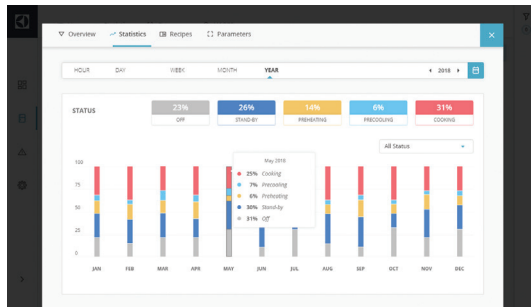 Overview Statistics Recipes Parameters
HOUR DAY WEEK MONTH YEAR 2018
STATUS
23% 26% 14% 6% 31%
OFF STAND-BY PREHEATING PRECOOLING COOKING
All Status
100
75
50
25
0
May 2018
25% Cooking
7% Precooling
6% Preheating
30% Stand-by
31% Off
JAN FEB MAR APR MAY JUN JUL AUG SEP OCT NOV DEC